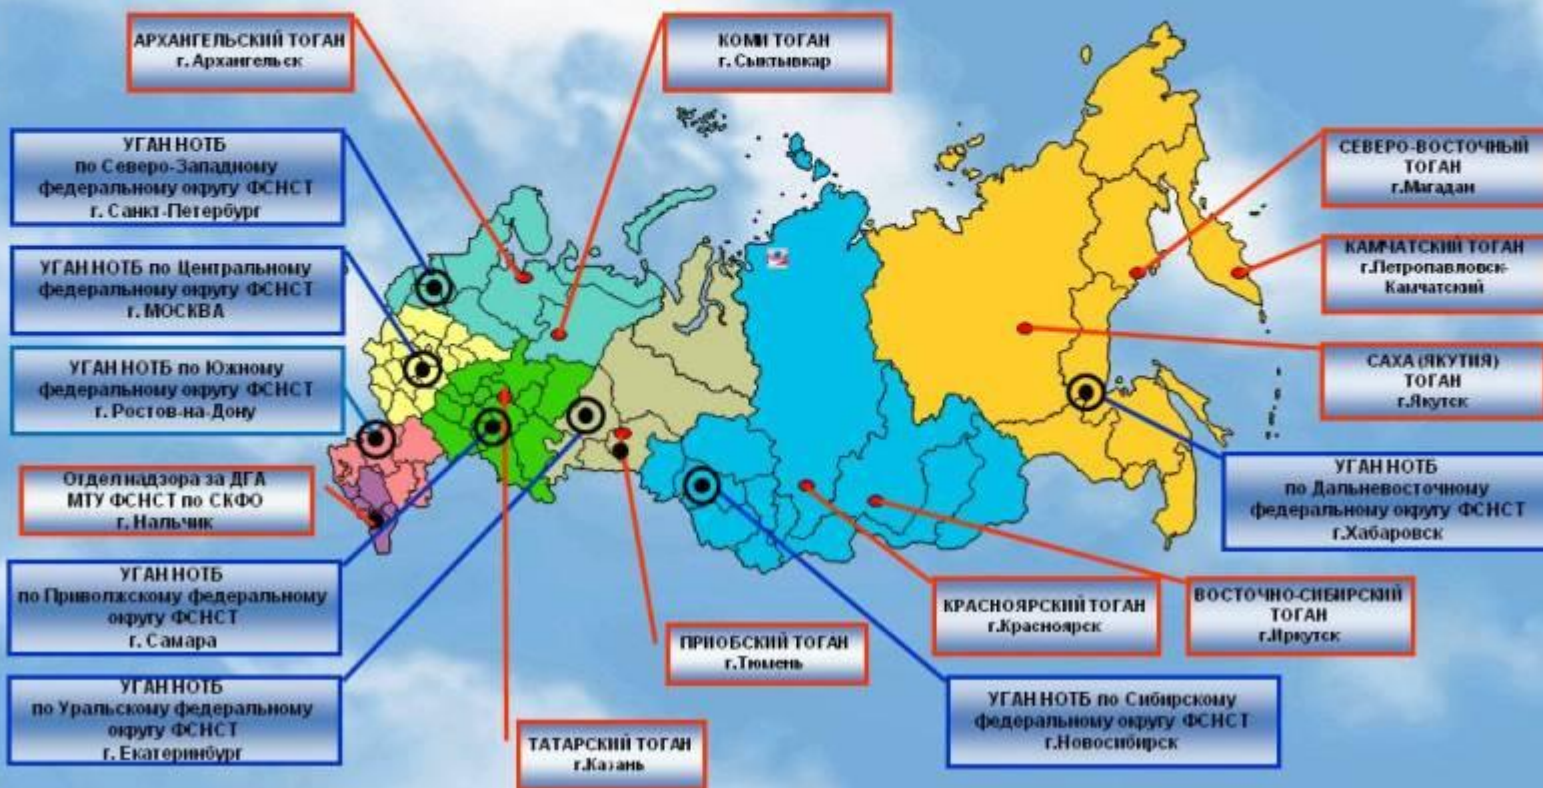 АРХАНГЕЛЬСКИЙ ТОГАН
г. Архангельск
КОМИ ТОГАН
г. Сыктывкар
УГАН НОТБ
по Северо-Западному
федеральному округу ФСНСТ
г. Санкт-Петербург
СЕВЕРО-ВОСТОЧНЫЙ
ТОГАН
г.Магадан
УГАН НОТБ по Центральному
федеральному округу ФСНСТ
г. МОСКВА
КАМЧАТСКИЙ ТОГАН
г.Петропавловск-
Камчатский
УГАН НОТБ по Южному
федеральному округу ФСНСТ
г. Ростов-на-Дону
САХА (ЯКУТИЯ)
ТОГАН
г.Якутск
Отдел надзора за ДГА
МТУ ФСНСТ по СКФО
г. Нальчик
УГАН НОТБ
по Дальневосточному
федеральному округу ФСНСТ
г.Хабаровск
УГАН НОТБ
по Приволжскому федеральному
округу ФСНСТ
г. Самара
КРАСНОЯРСКИЙ ТОГАН
г.Красноярск
ВОСТОЧНО-СИБИРСКИЙ
ТОГАН
г.Иркутск
ПРИОБСКИЙ ТОГАН
г.Тюмень
УГАН НОТБ
по Уральскому федеральному
округу ФСНСТ
г. Екатеринбург
УГАН НОТБ по Сибирскому
федеральному округу ФСНСТ
г.Новосибирск
ТАТАРСКИЙ ТОГАН
г.Казань